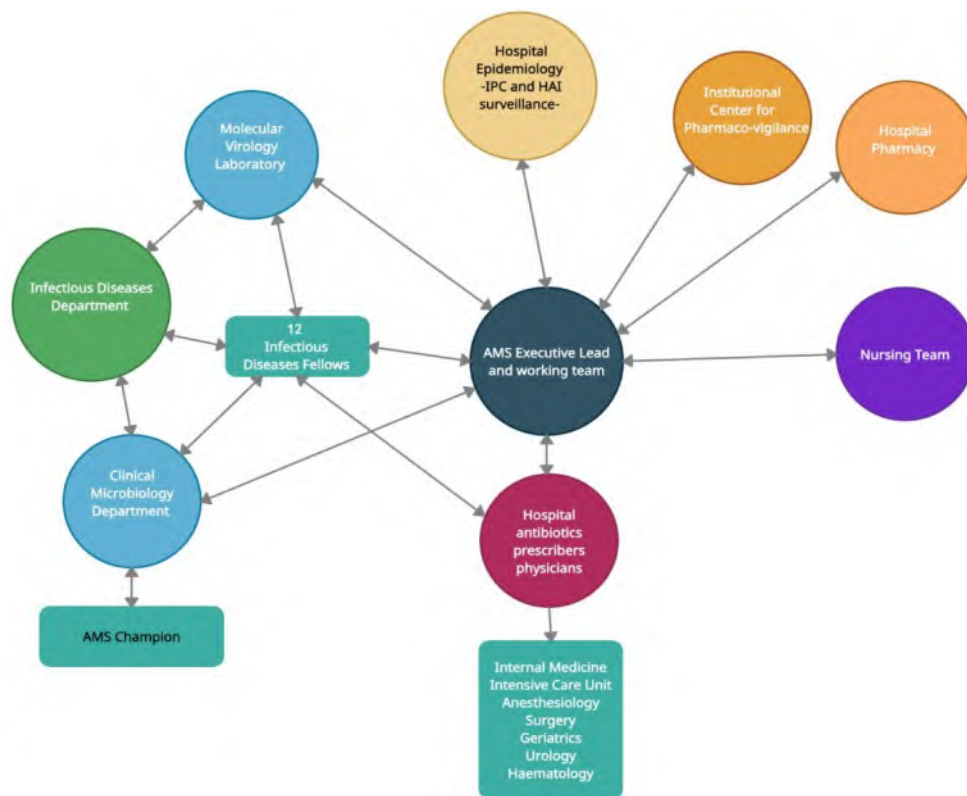 Hospital
Epidemiology
-IPC and HAI
surveillance-
Institutional
Center for
Pharmaco-vigilance
Hospital
Pharmacy
Molecular
Virology
Laboratory
Infectious Diseases
Department
12
Infectious
Diseases Fellows
AMS Executive Lead
and working team
Nursing Team
Clinical
Microbiology
Department
Hospital
antibiotics
prescribers
physicians
AMS Champion
Internal Medicine
Intensive Care Unit
Anesthesiology
Surgery
Geriatrics
Urology
Haematology